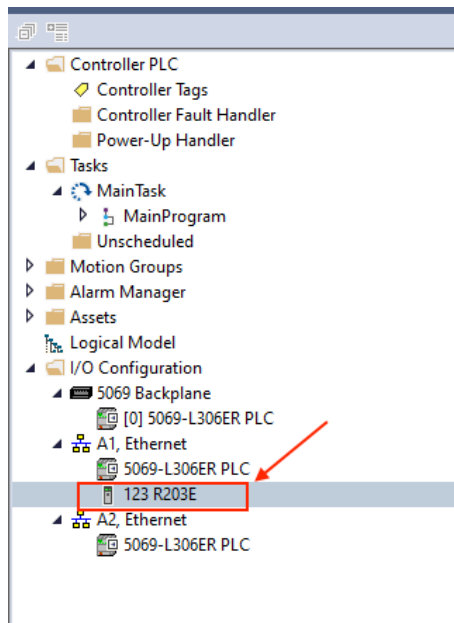 Controller PLC
Controller Tags
Controller Fault Handler
Power-Up Handler
Tasks
MainTask
MainProgram
Unscheduled
Motion Groups
Alarm Manager
Assets
Logical Model
I/O Configuration
5069 Backplane
[0] 5069-L306ER PLC
A1, Ethernet
5069-L306ER PLC
123 R203E
A2, Ethernet
5069-L306ER PLC